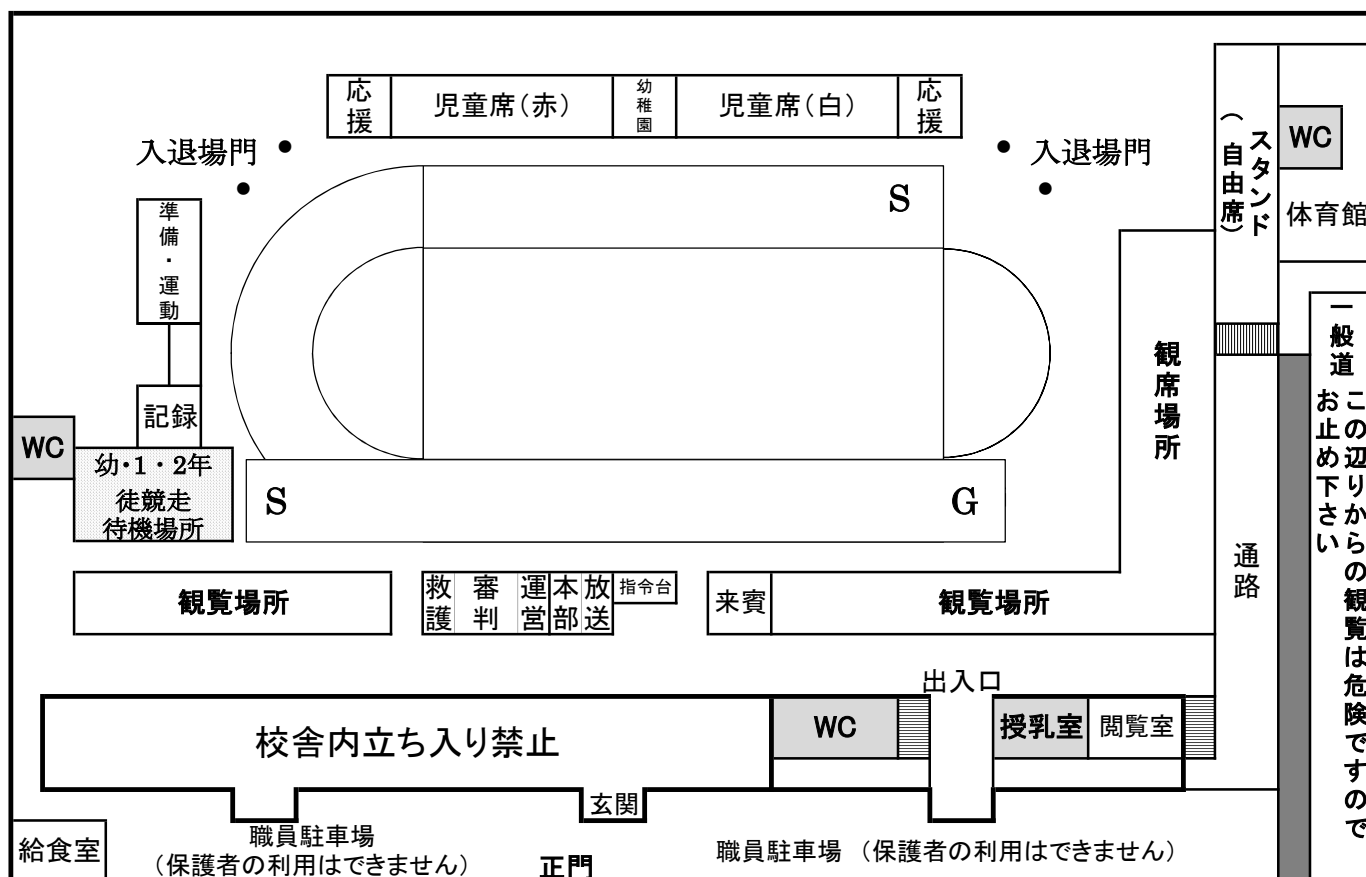 応援
児童席（赤）
幼稚園
児童席（白）
応援
入退場門
入退場門
スタンド
（自由席）
WC
体育館
準備・運動
S
観席場所
一般道
この辺りからの観覧は危険ですので
お止め下さい
記録
WC
幼・1・2年
徒競走
待機場所
S
G
通路
観覧場所
救護
審判
運営
本部
放送
指令台
来賓
観覧場所
出入口
校舎内立ち入り禁止
WC
授乳室
閲覧室
玄関
給食室
職員駐車場
（保護者の利用はできません）
正門
職員駐車場 （保護者の利用はできません）